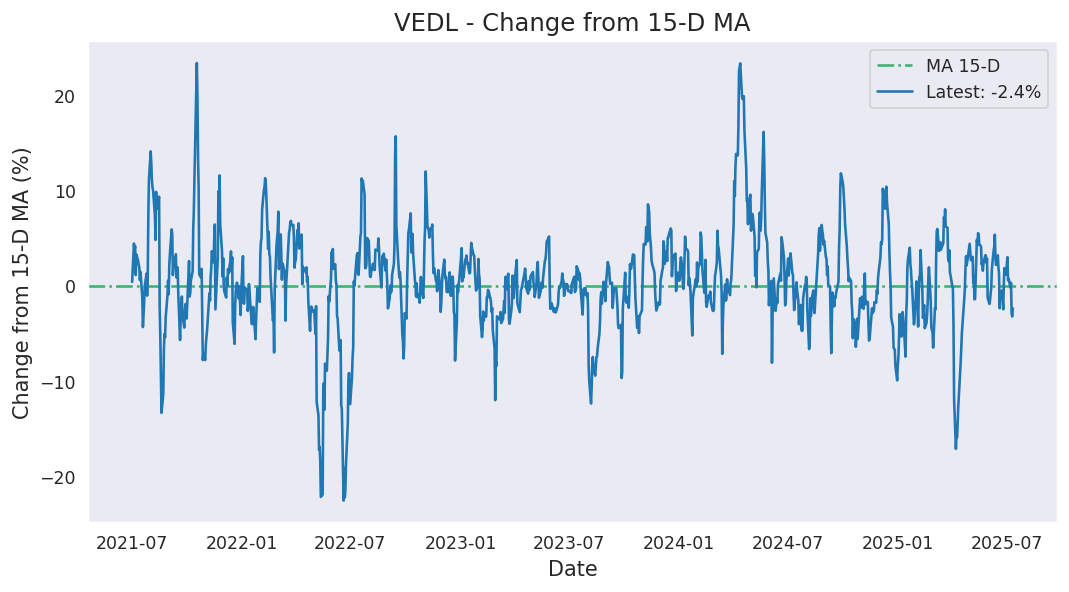 VEDL - Change from 15-D MA
MA 15-D
Latest: -2.4%
Change from 15-D MA (%)
20
10
0
−10
−20
2021-07 2022-01 2022-07 2023-01 2023-07 2024-01 2024-07 2025-01 2025-07
Date